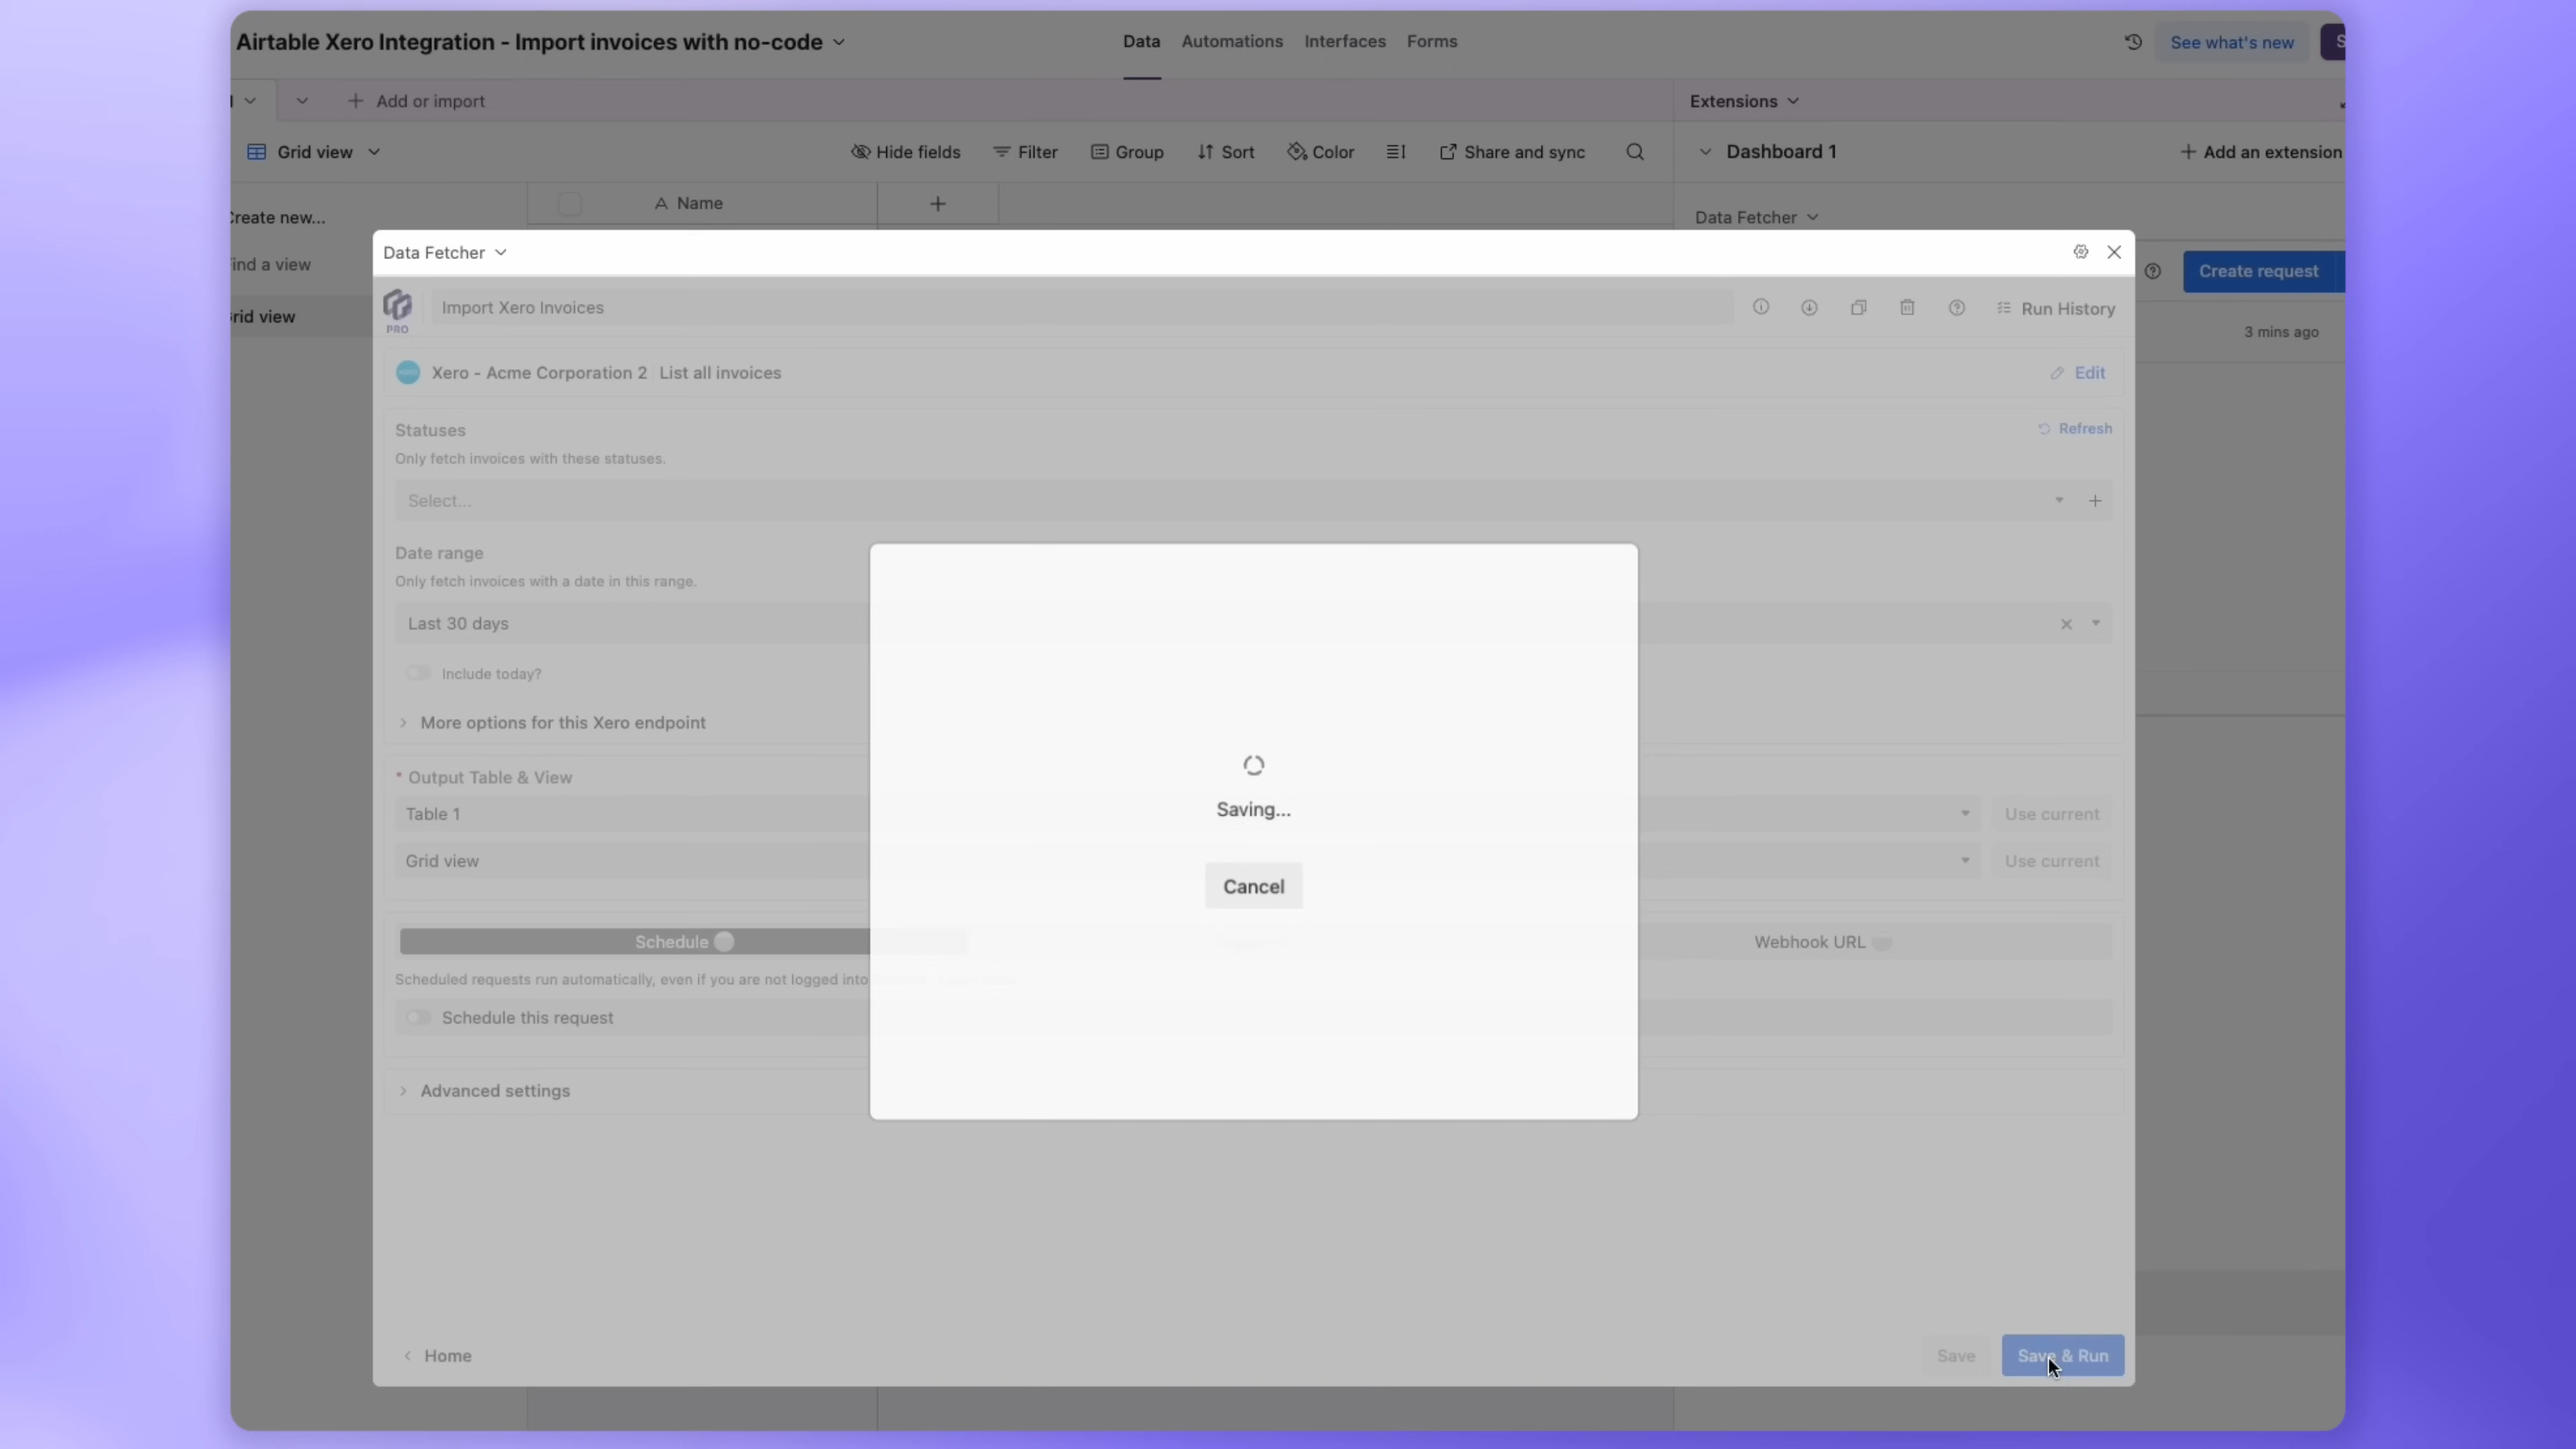 Airtable Xero Integration - Import invoices with no-code
Data Automations Interfaces Forms
See what's new
Add or import
Extensions
Grid view
Hide fields Filter Group Sort Color Share and sync
Dashboard 1
Add an extension
Create new...
Name
Data Fetcher
Find a view
Create request
Grid view
3 mins ago
Data Fetcher
PRO
Import Xero Invoices
Run History
Xero - Acme Corporation 2 List all invoices
Edit
Statuses
Refresh
Only fetch invoices with these statuses.
Select...
Date range
Only fetch invoices with a date in this range.
Last 30 days
Include today?
More options for this Xero endpoint
Output Table & View
Table 1
Use current
Grid view
Use current
Schedule
Webhook URL
Scheduled requests run automatically, even if you are not logged into
Schedule this request
Advanced settings
Saving...
Cancel
Home
Save
Save & Run